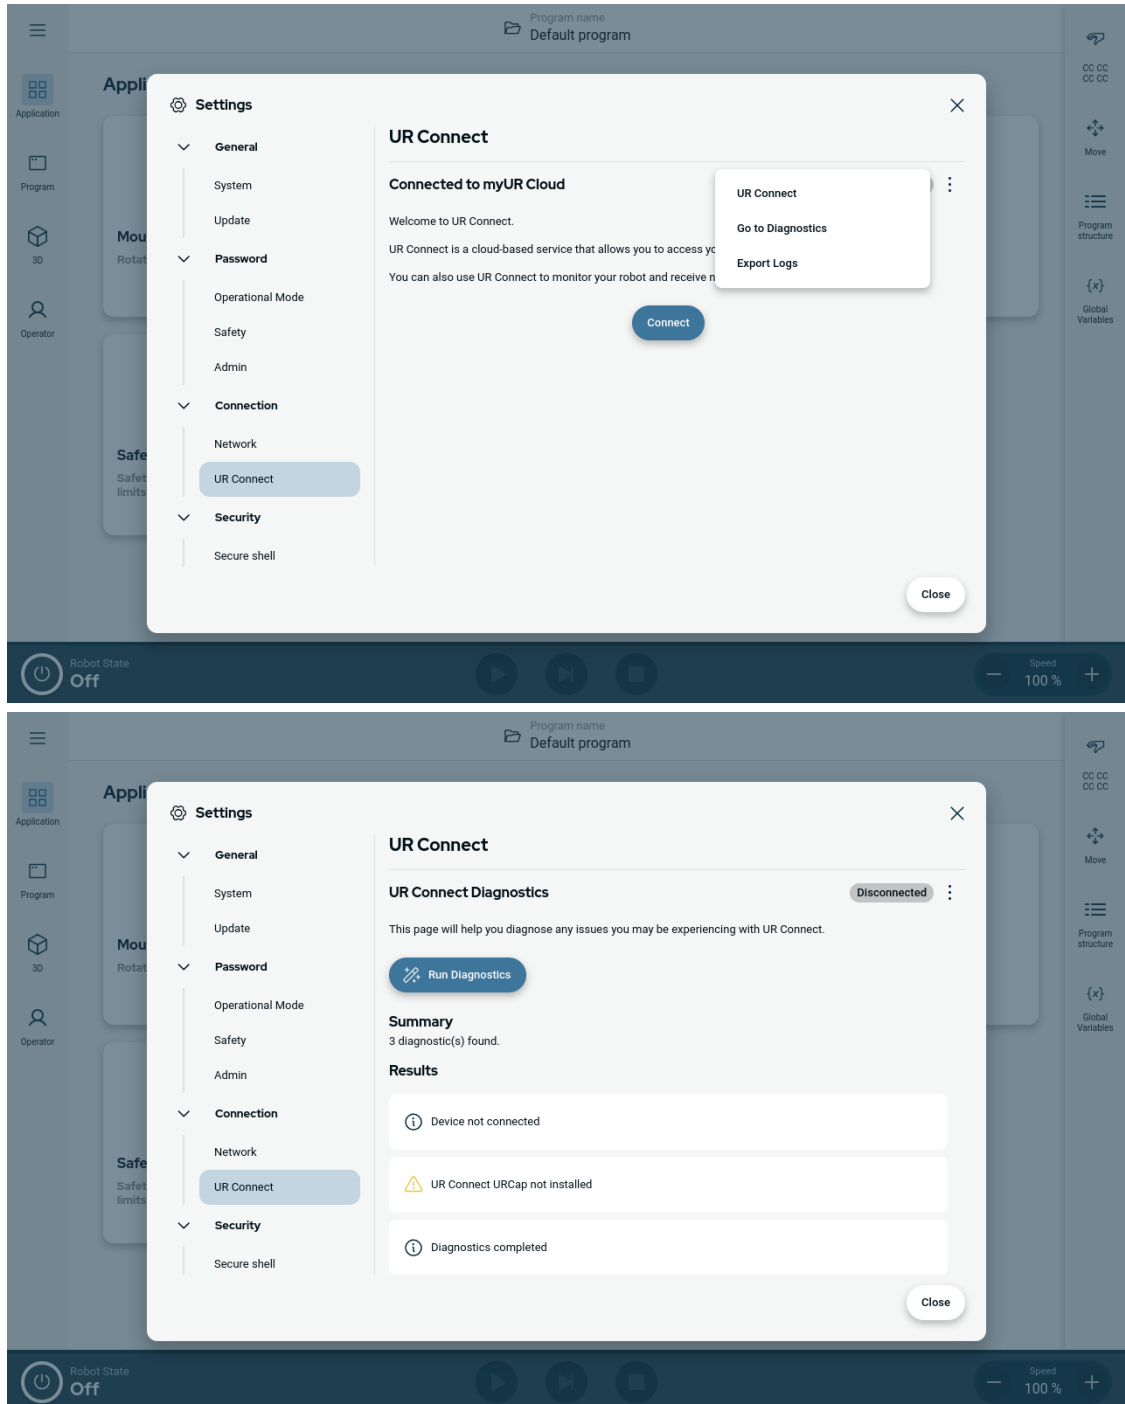 Program name
Default program
Appli
Application
Program
3D
Operator
Mou
Rotat
Safe
Safet
limits
Settings
General
System
Update
Password
Operational Mode
Safety
Admin
Connection
Network
UR Connect
Security
Secure shell
UR Connect
Connected to myUR Cloud
Welcome to UR Connect.
UR Connect is a cloud-based service that allows you to access yo
You can also use UR Connect to monitor your robot and receive n
UR Connect
Go to Diagnostics
Export Logs
Connect
Close
CC CC
CC CC
Move
Program
structure
{x}
Global
Variables
Robot State
Off
Speed
100 %
Program name
Default program
Appli
Application
Program
3D
Operator
Mou
Rotat
Safe
Safet
limits
Settings
General
System
Update
Password
Operational Mode
Safety
Admin
Connection
Network
UR Connect
Security
Secure shell
UR Connect
UR Connect Diagnostics
Disconnected
This page will help you diagnose any issues you may be experiencing with UR Connect.
Run Diagnostics
Summary
3 diagnostic(s) found.
Results
Device not connected
UR Connect URCap not installed
Diagnostics completed
Close
CC CC
CC CC
Move
Program
structure
{x}
Global
Variables
Robot State
Off
Speed
100 %